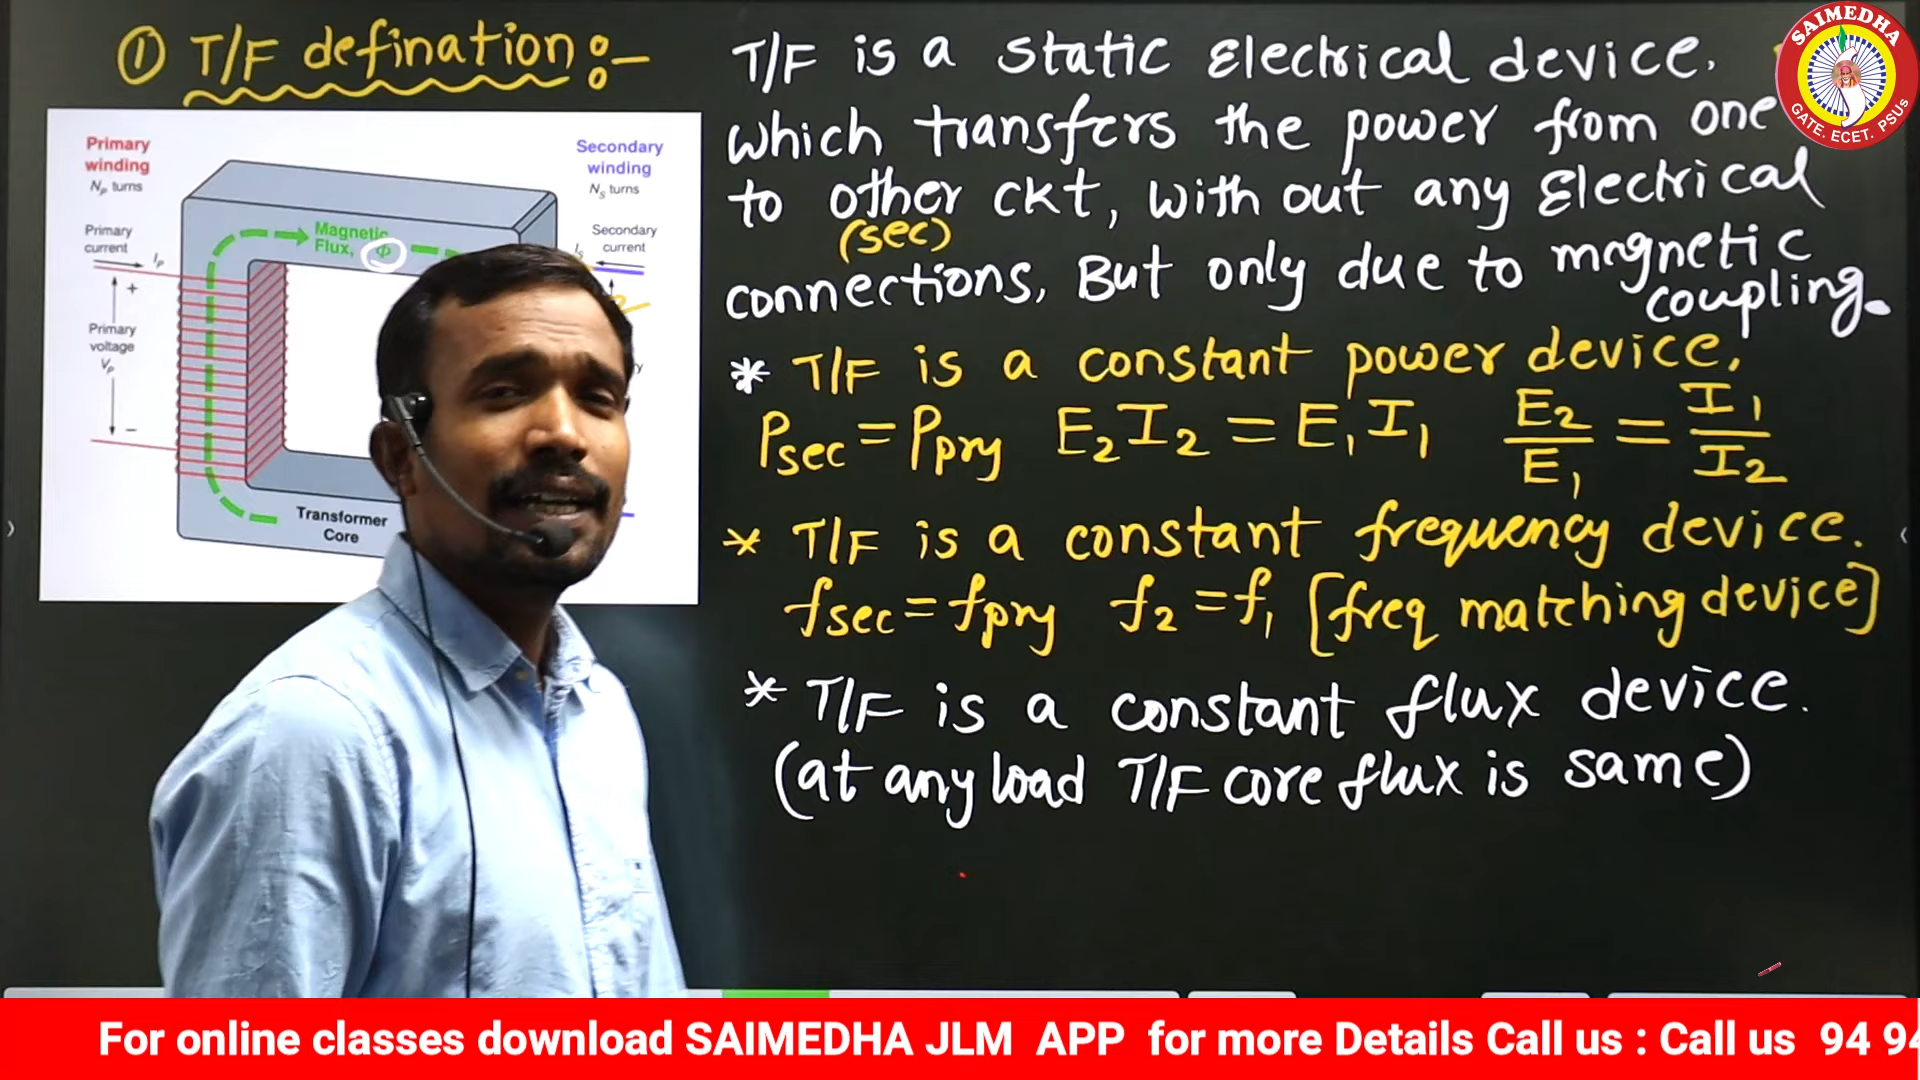 ① T/F defination:-
T/F is a static Electrical device.
which transfers the power from one
to other ckt, with out any Electrical
(sec)
connections, But only due to magnetic
coupling.
* T/F is a constant power device.
Psec = Ppry E₂I₂ = E₁I₁ E₂/E₁ = I₁/I₂
* T/F is a constant frequency device.
fsec = fpry f₂ = f₁ [freq matching device]
* T/F is a constant flux device.
(at any load T/F core flux is same)
Primary
winding
Nₚ turns
Primary
current
Iₚ
+
Primary
voltage
Vₚ
−
Magnetic
Flux, Φ
Transformer
Core
Secondary
winding
Nₛ turns
Secondary
current
Iₛ
SAIMEDHA
GATE. ECET. PSUs
For online classes download SAIMEDHA JLM APP for more Details Call us : Call us 94 94